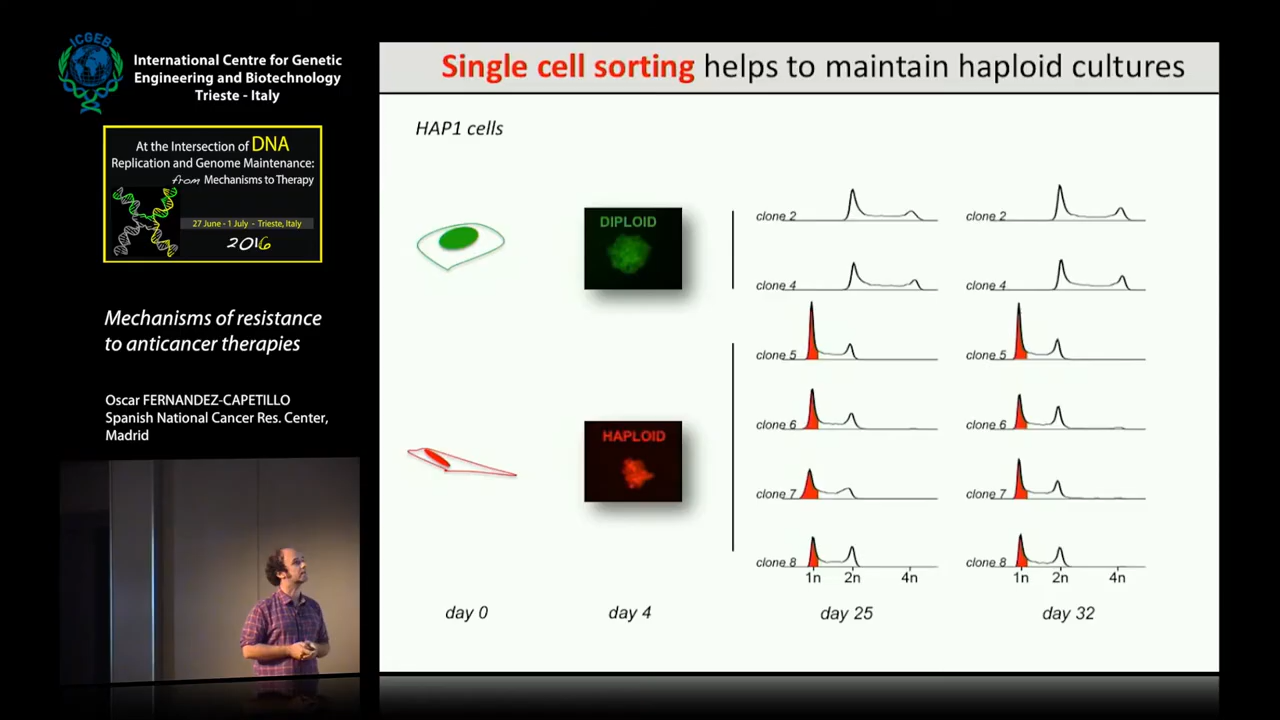 ICGEB
International Centre for Genetic
Engineering and Biotechnology
Trieste - Italy
At the Intersection of DNA
Replication and Genome Maintenance:
from Mechanisms to Therapy
27 June - 1 July - Trieste, Italy
2016
Mechanisms of resistance
to anticancer therapies
Oscar FERNANDEZ-CAPETILLO
Spanish National Cancer Res. Center,
Madrid
Single cell sorting helps to maintain haploid cultures
HAP1 cells
DIPLOID
HAPLOID
clone 2
clone 4
clone 5
clone 6
clone 7
clone 8
1n 2n 4n
clone 2
clone 4
clone 5
clone 6
clone 7
clone 8
1n 2n 4n
day 0 day 4 day 25 day 32